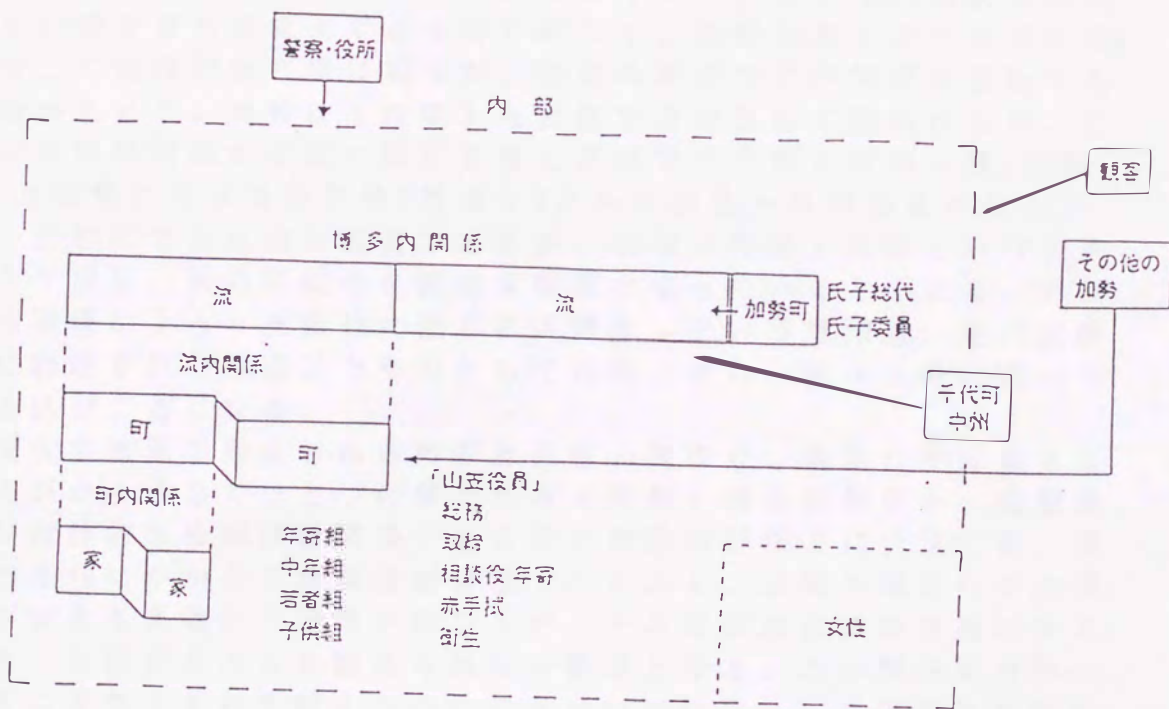 警察・役所
内部
観客
博多内関係
その他の
加勢
流
流
加勢町
氏子総代
氏子委員
流内関係
千代町
中州
町
町
町内関係
「山笠役員」
総務
年寄組
取締
家
中年組
相談役年寄
家
若者組
赤手拭
子供組
衛生
女性